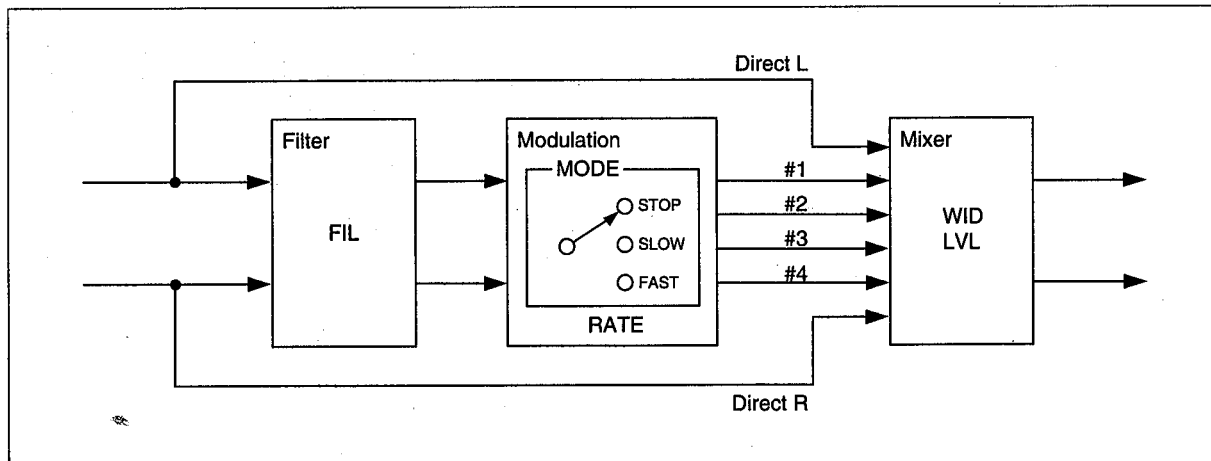 Direct L
Filter
FIL
Modulation
MODE
STOP
SLOW
FAST
RATE
#1
#2
#3
#4
Mixer
WID
LVL
Direct R